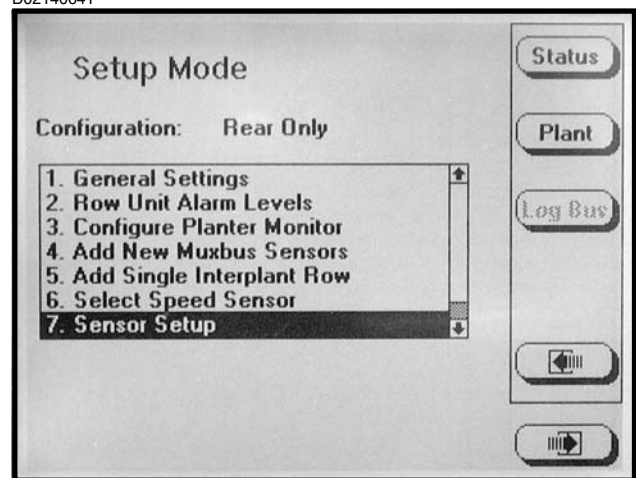 Setup Mode
Status
Configuration: Rear Only
Plant
1. General Settings
2. Row Unit Alarm Levels
3. Configure Planter Monitor
4. Add New Muxbus Sensors
5. Add Single Interplant Row
6. Select Speed Sensor
7. Sensor Setup
Log Bus